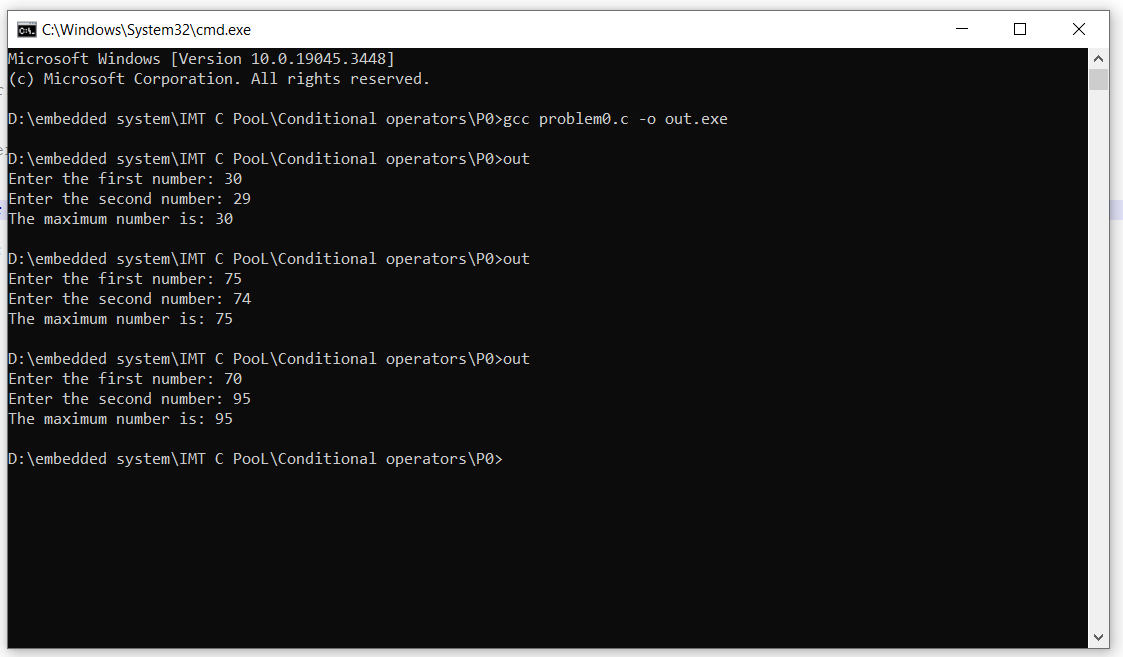 C:\Windows\System32\cmd.exe
Microsoft Windows [Version 10.0.19045.3448]
(c) Microsoft Corporation. All rights reserved.
D:\embedded system\IMT C PooL\Conditional operators\P0>gcc problem0.c -o out.exe
D:\embedded system\IMT C PooL\Conditional operators\P0>out
Enter the first number: 30
Enter the second number: 29
The maximum number is: 30
D:\embedded system\IMT C PooL\Conditional operators\P0>out
Enter the first number: 75
Enter the second number: 74
The maximum number is: 75
D:\embedded system\IMT C PooL\Conditional operators\P0>out
Enter the first number: 70
Enter the second number: 95
The maximum number is: 95
D:\embedded system\IMT C PooL\Conditional operators\P0>